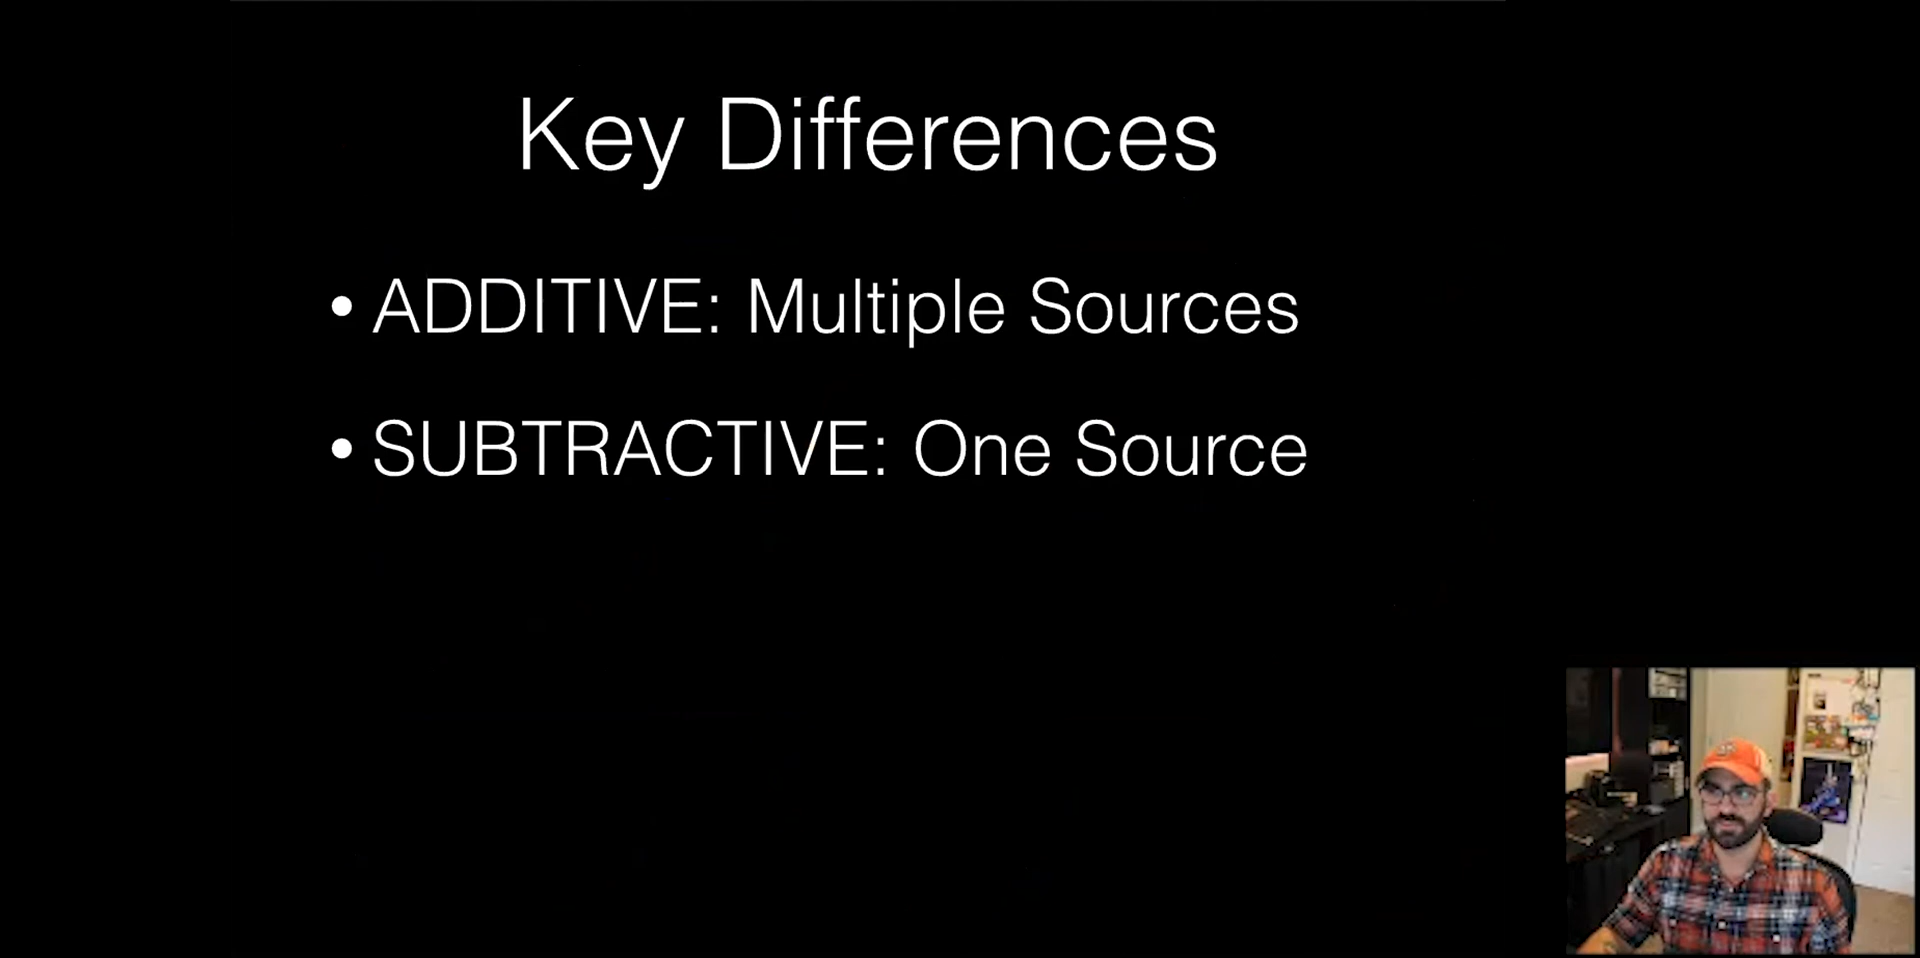 Key Differences
• ADDITIVE: Multiple Sources
• SUBTRACTIVE: One Source